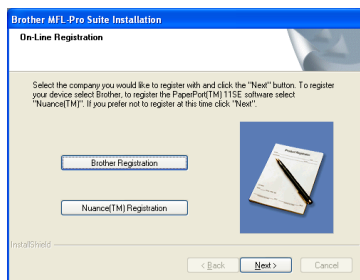 Brother MFL-Pro Suite Installation
On-Line Registration
Select the company you would like to register with and click the "Next" button. To register
your device select Brother, to register the PaperPort(TM) 11SE software select
"Nuance(TM)". If you prefer not to register at this time click "Next".
Brother Registration
Nuance(TM) Registration
InstallShield
< Back
Next >
Cancel